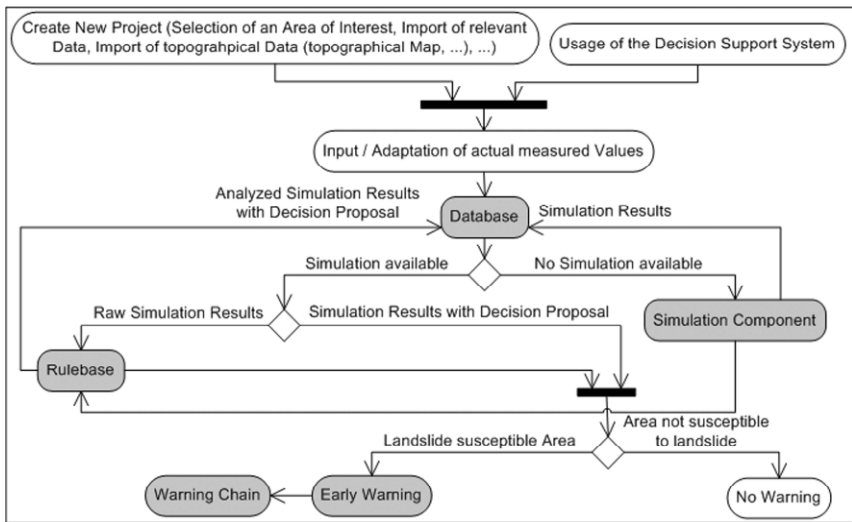 Create New Project (Selection of an Area of Interest, Import of relevant
Data, Import of topograhpical Data (topographical Map, ...), ...)
Usage of the Decision Support System
Input / Adaptation of actual measured Values
Analyzed Simulation Results
with Decision Proposal
Database
Simulation Results
Simulation available
No Simulation available
Raw Simulation Results
Simulation Results with Decision Proposal
Simulation Component
Rulebase
Landslide susceptible Area
Area not susceptible
to landslide
Warning Chain
Early Warning
No Warning